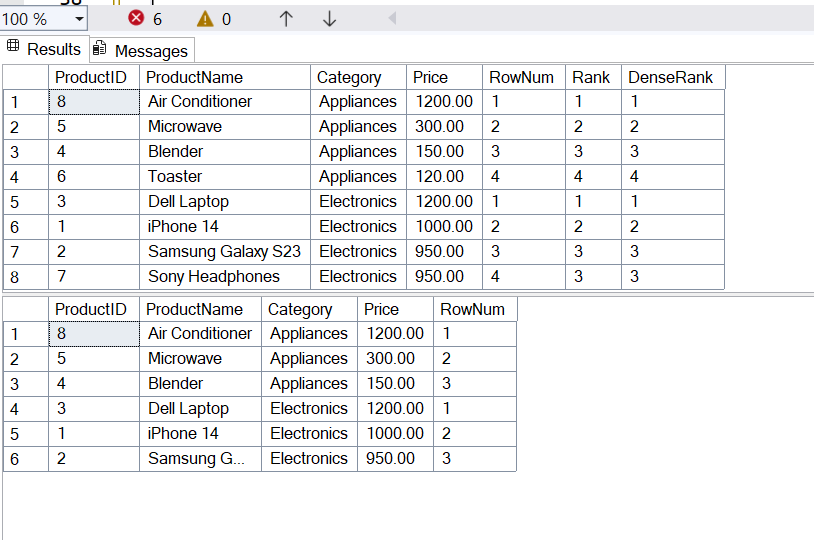 100 % 6 0
Results Messages
ProductID ProductName Category Price RowNum Rank DenseRank
1 8 Air Conditioner Appliances 1200.00 1 1 1
2 5 Microwave Appliances 300.00 2 2 2
3 4 Blender Appliances 150.00 3 3 3
4 6 Toaster Appliances 120.00 4 4 4
5 3 Dell Laptop Electronics 1200.00 1 1 1
6 1 iPhone 14 Electronics 1000.00 2 2 2
7 2 Samsung Galaxy S23 Electronics 950.00 3 3 3
8 7 Sony Headphones Electronics 950.00 4 3 3
ProductID ProductName Category Price RowNum
1 8 Air Conditioner Appliances 1200.00 1
2 5 Microwave Appliances 300.00 2
3 4 Blender Appliances 150.00 3
4 3 Dell Laptop Electronics 1200.00 1
5 1 iPhone 14 Electronics 1000.00 2
6 2 Samsung G... Electronics 950.00 3